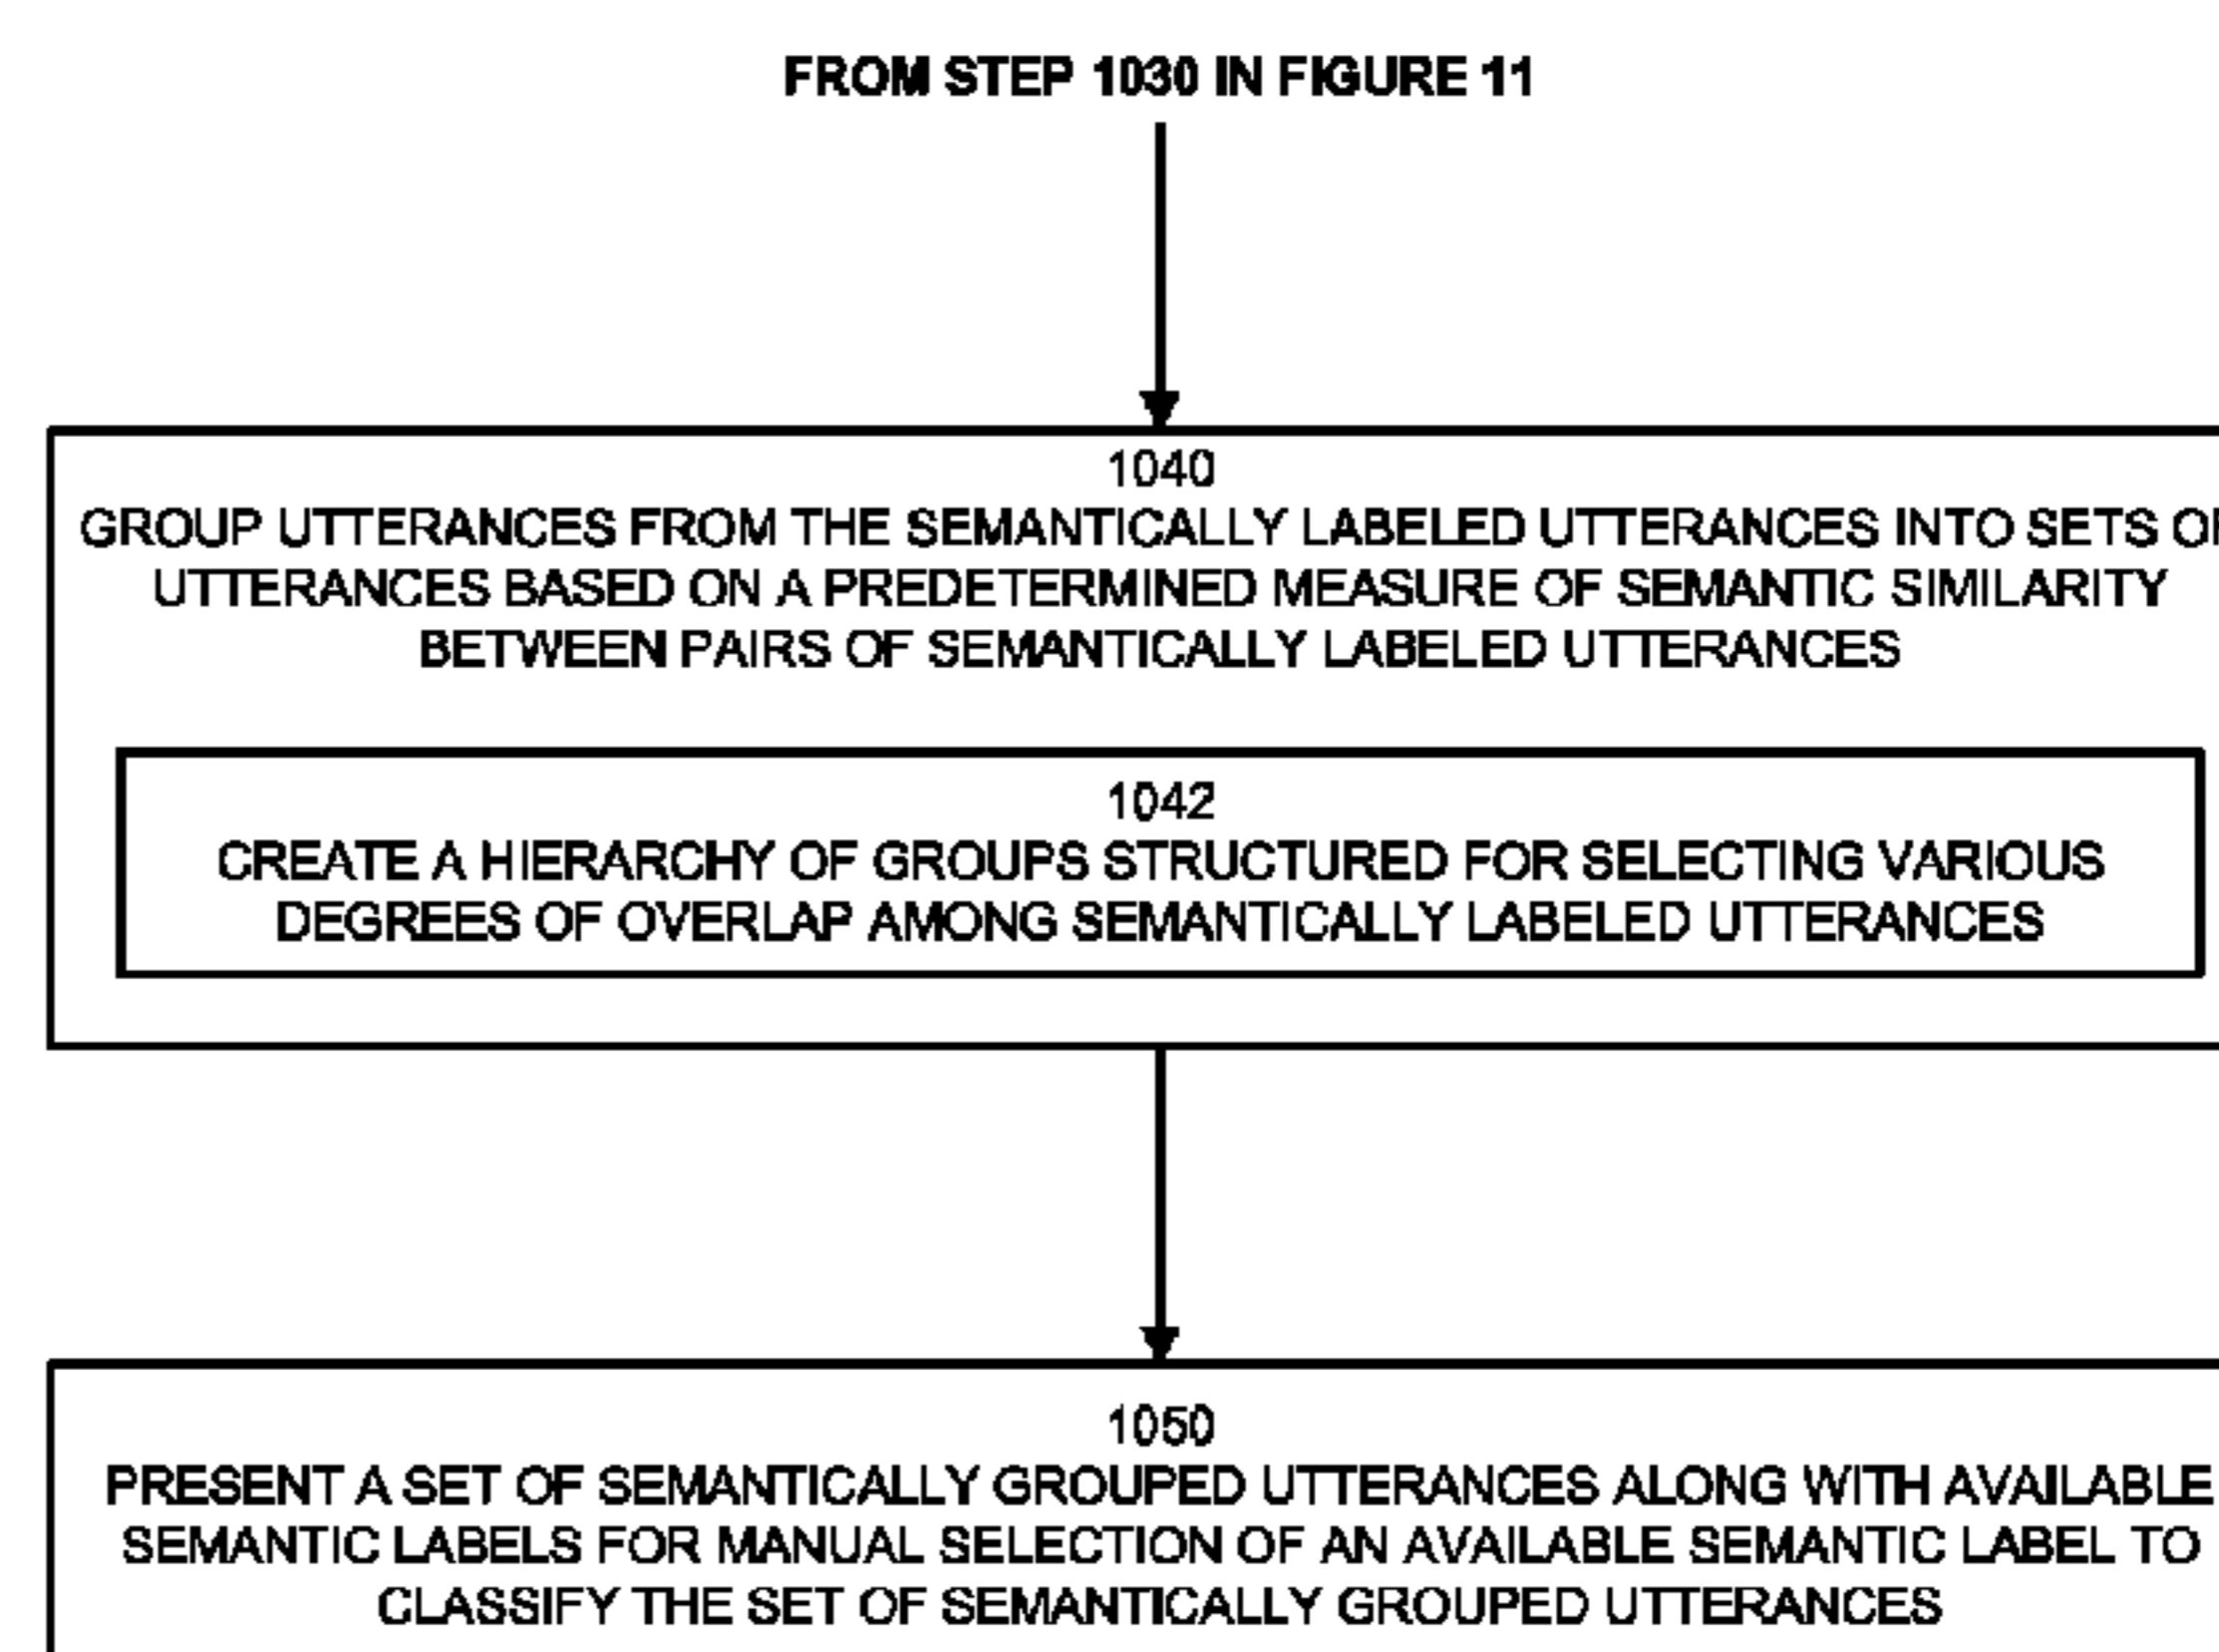 FROM STEP 1030 IN FIGURE 11
1040
GROUP UTTERANCES FROM THE SEMANTICALLY LABELED UTTERANCES INTO SETS OF
UTTERANCES BASED ON A PREDETERMINED MEASURE OF SEMANTIC SIMILARITY
BETWEEN PAIRS OF SEMANTICALLY LABELED UTTERANCES
1042
CREATE A HIERARCHY OF GROUPS STRUCTURED FOR SELECTING VARIOUS
DEGREES OF OVERLAP AMONG SEMANTICALLY LABELED UTTERANCES
1050
PRESENT A SET OF SEMANTICALLY GROUPED UTTERANCES ALONG WITH AVAILABLE
SEMANTIC LABELS FOR MANUAL SELECTION OF AN AVAILABLE SEMANTIC LABEL TO
CLASSIFY THE SET OF SEMANTICALLY GROUPED UTTERANCES